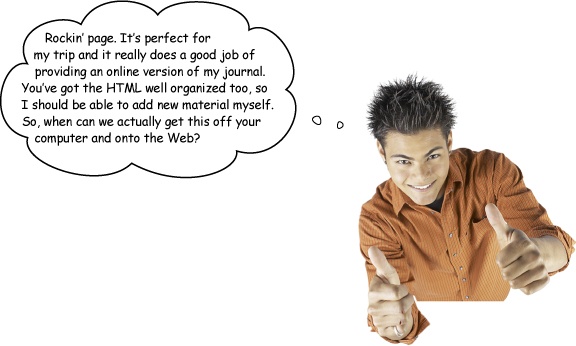 Rockin' page. It's perfect for
my trip and it really does a good job of
providing an online version of my journal.
You've got the HTML well organized too, so
I should be able to add new material myself.
So, when can we actually get this off your
computer and onto the Web?